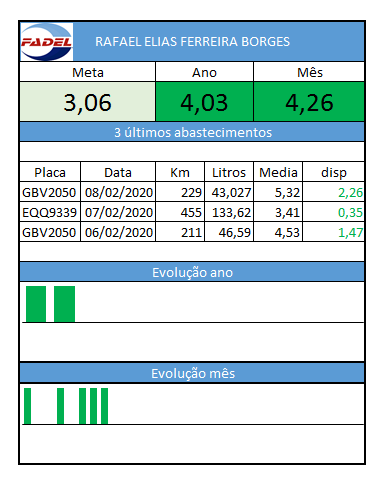 FADEL RAFAEL ELIAS FERREIRA BORGES
Meta Ano Mês
3,06 4,03 4,26
3 últimos abastecimentos
Placa Data Km Litros Media disp
GBV2050 08/02/2020 229 43,027 5,32 2,26
EQQ9339 07/02/2020 455 133,62 3,41 0,35
GBV2050 06/02/2020 211 46,59 4,53 1,47
Evolução ano
Evolução mês